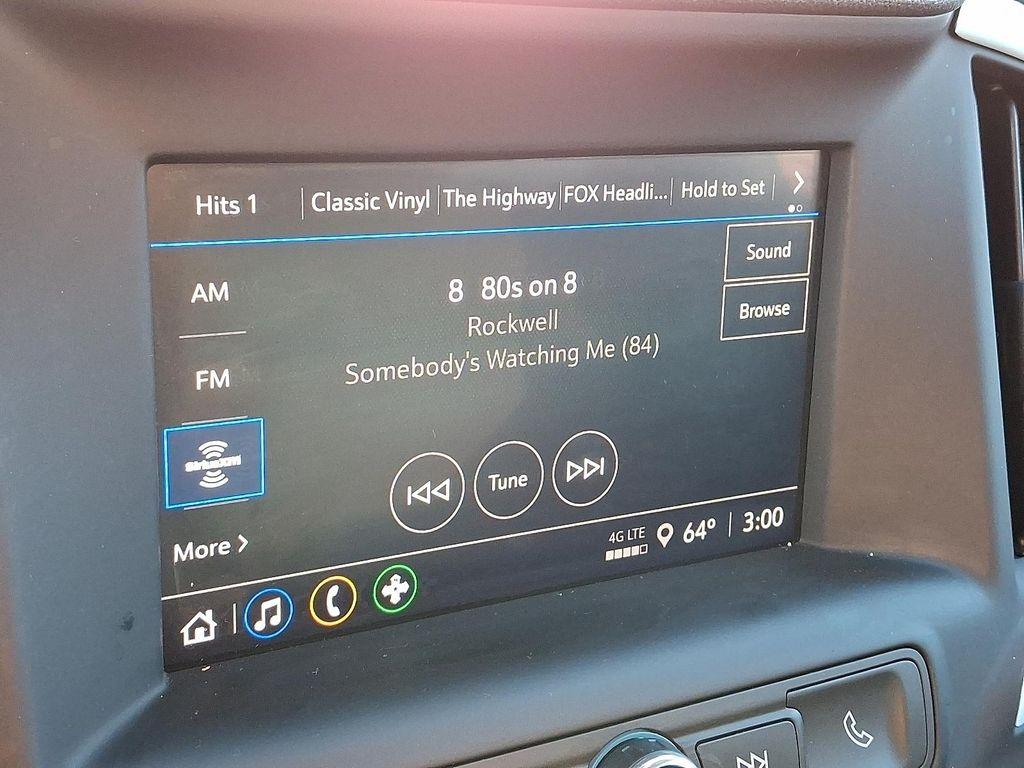 Hits 1
Classic Vinyl
The Highway
FOX Headli...
Hold to Set
Sound
AM
8 80s on 8
Browse
Rockwell
Somebody's Watching Me (84)
FM
siriusxm
Tune
More
4G LTE
64°
3:00